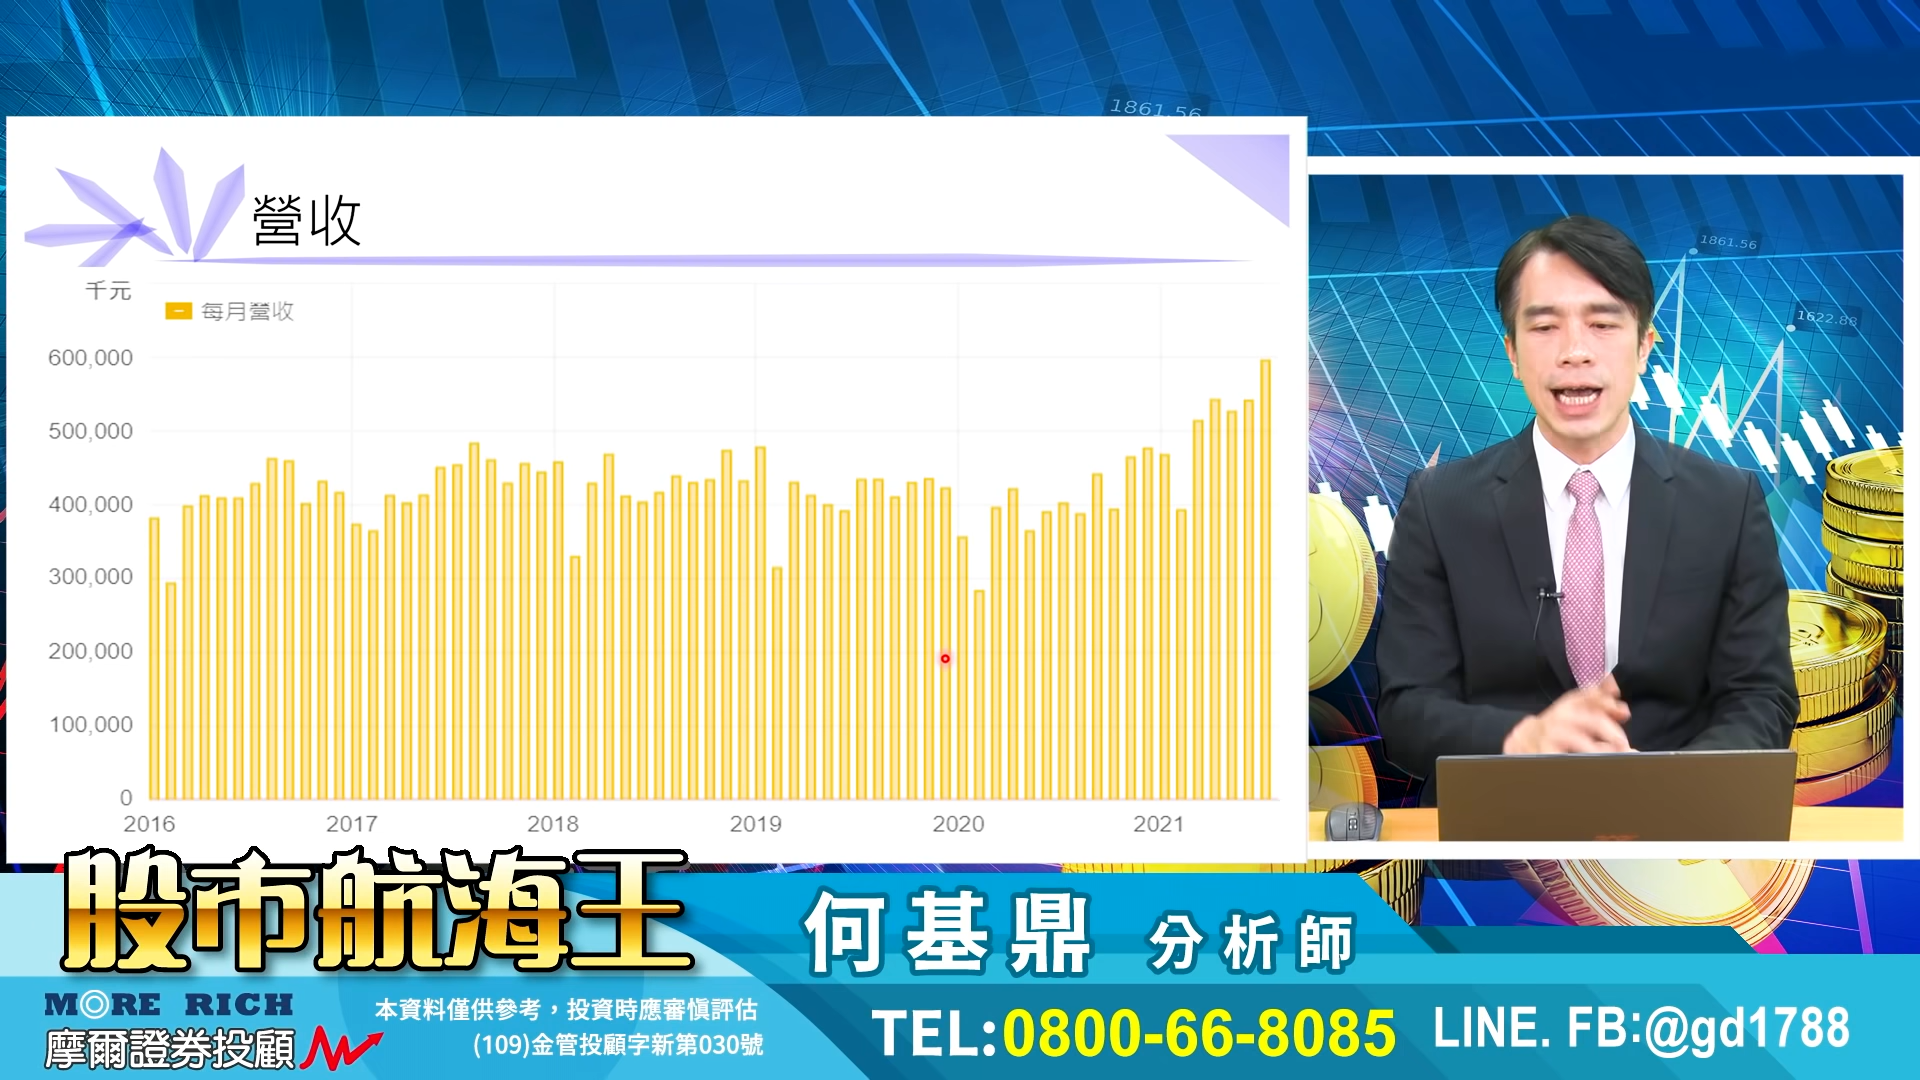 1861.56
營收
千元
每月營收
600,000
500,000
400,000
300,000
200,000
100,000
0
2016 2017 2018 2019 2020 2021
1861.56
1622.88
股市航海王
何基鼎 分析師
MORE RICH
摩爾證券投顧
本資料僅供參考，投資時應審慎評估
(109)金管投顧字新第030號
TEL:0800-66-8085
LINE. FB:@gd1788